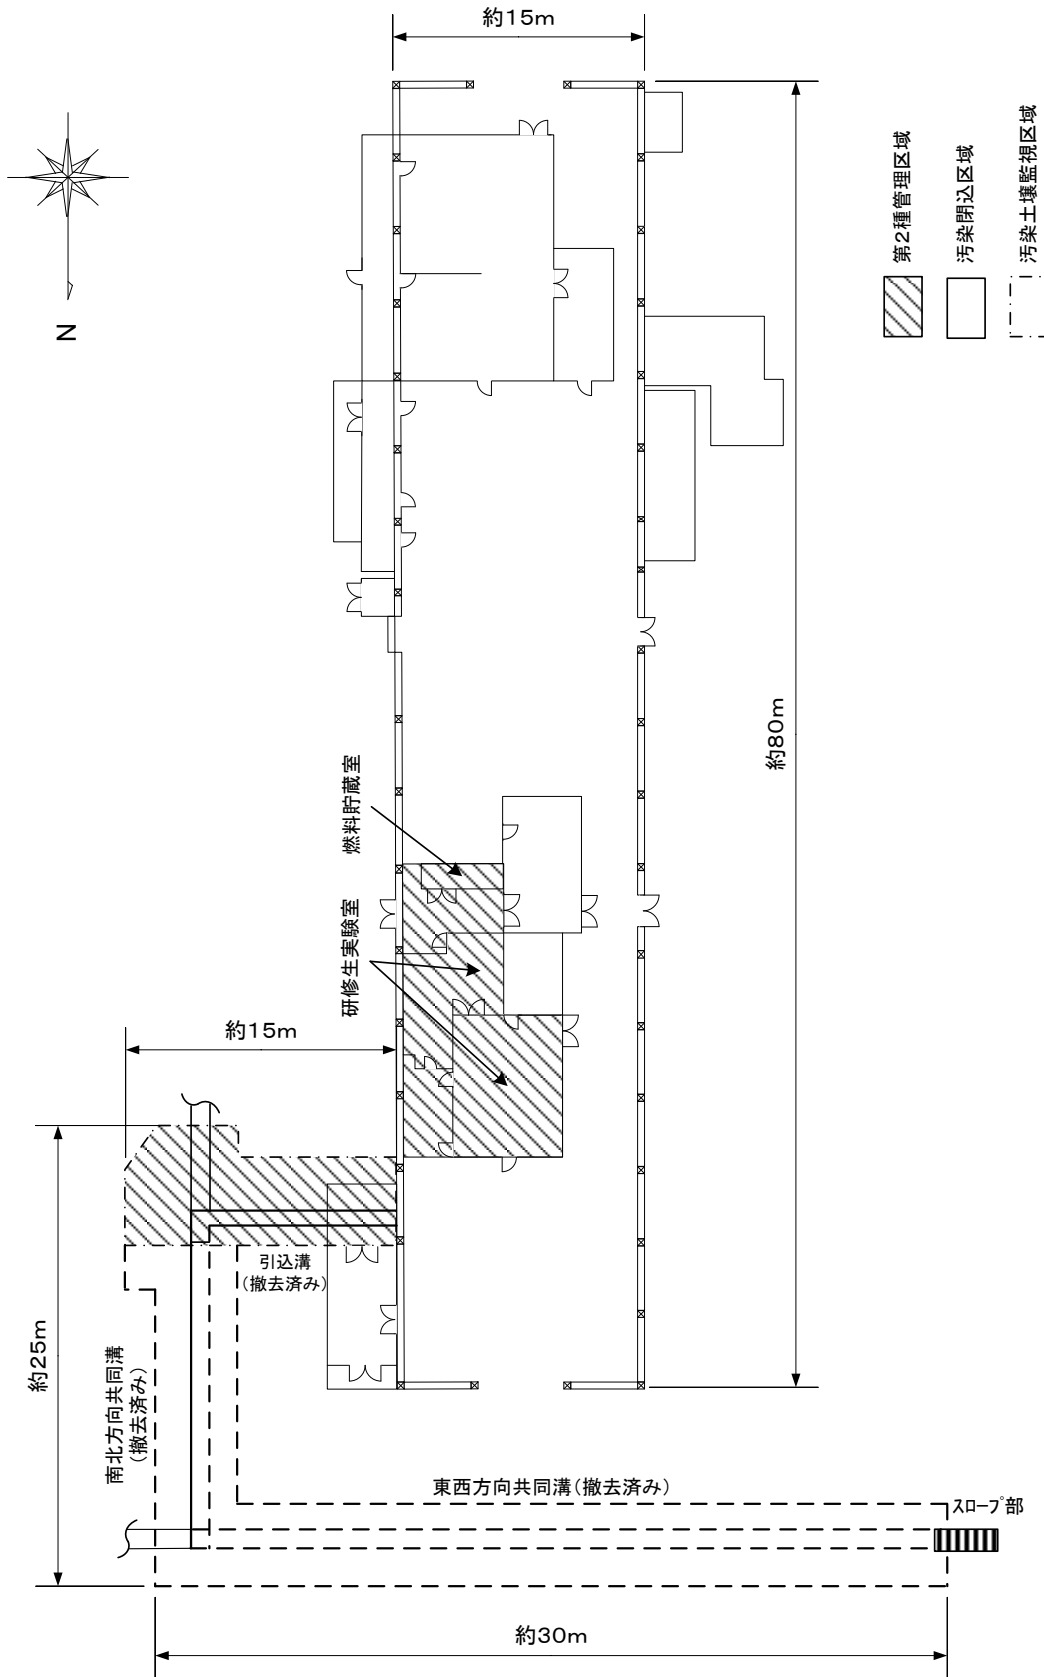 約15m
N
第2種管理区域
汚染閉込区域
汚染土壌監視区域
約80m
燃料貯蔵室
研修生実験室
約15m
引込溝
(撤去済み)
約25m
南北方向共同溝
(撤去済み)
東西方向共同溝(撤去済み)
スロープ部
約30m